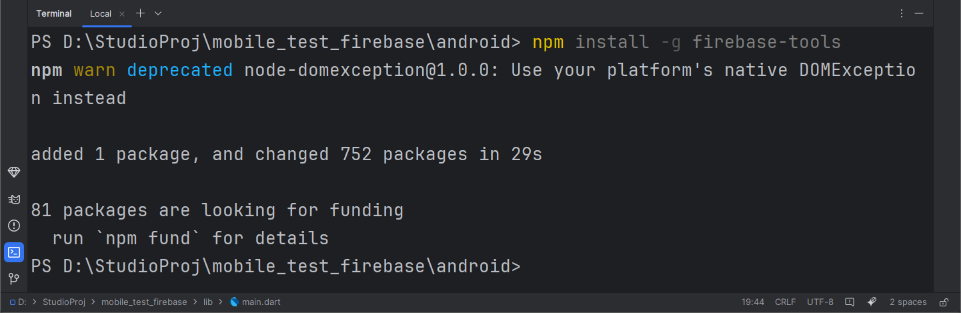 Terminal Local
PS D:\StudioProj\mobile_test_firebase\android> npm install -g firebase-tools
npm warn deprecated node-domexception@1.0.0: Use your platform's native DOMExceptio
n instead
added 1 package, and changed 752 packages in 29s
81 packages are looking for funding
run `npm fund` for details
PS D:\StudioProj\mobile_test_firebase\android>
D: > StudioProj > mobile_test_firebase > lib > main.dart 19:44 CRLF UTF-8 2 spaces